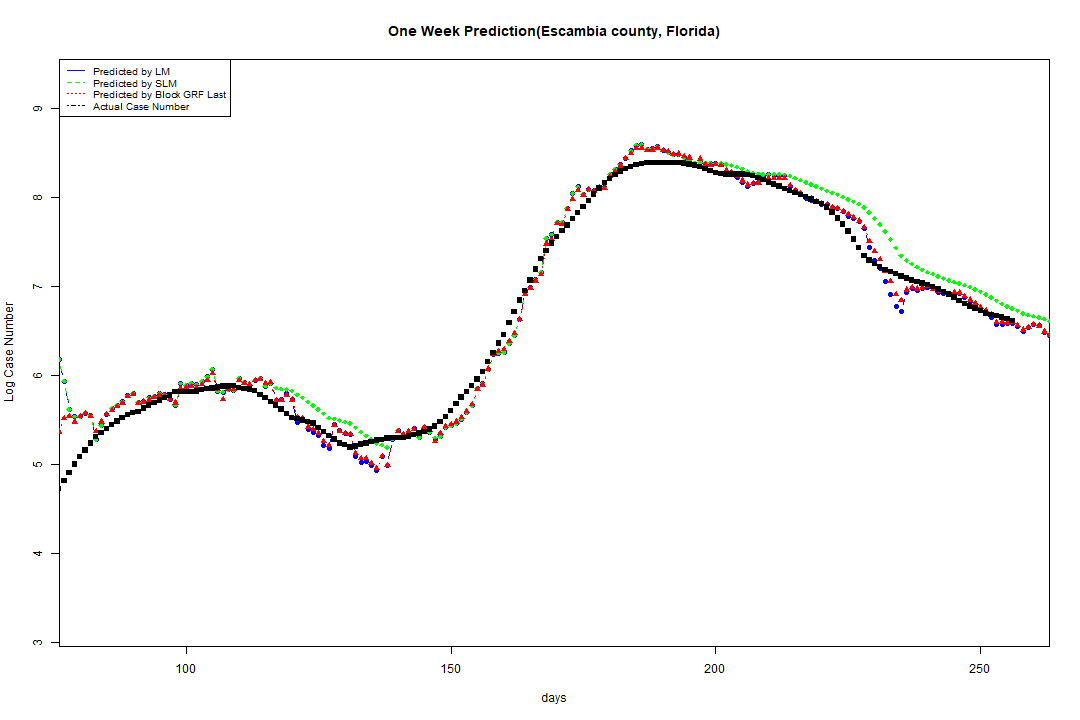 One Week Prediction(Escambia county, Florida)
Predicted by LM
Predicted by SLM
Predicted by Block GRF Last
Actual Case Number
9
8
7
6
5
4
3
Log Case Number
100 150 200 250
days